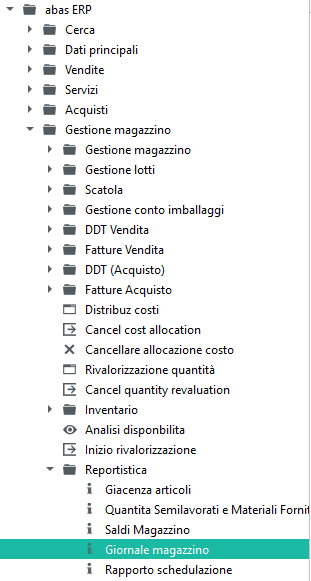 abas ERP
Cerca
Dati principali
Vendite
Servizi
Acquisti
Gestione magazzino
Gestione magazzino
Gestione lotti
Scatola
Gestione conto imballaggi
DDT Vendita
Fatture Vendita
DDT (Acquisto)
Fatture Acquisto
Distribuz costi
Cancel cost allocation
Cancellare allocazione costo
Rivalorizzazione quantità
Cancel quantity revaluation
Inventario
Analisi disponbilita
Inizio rivalorizzazione
Reportistica
Giacenza articoli
Quantita Semilavorati e Materiali Fornit
Saldi Magazzino
Giornale magazzino
Rapporto schedulazione